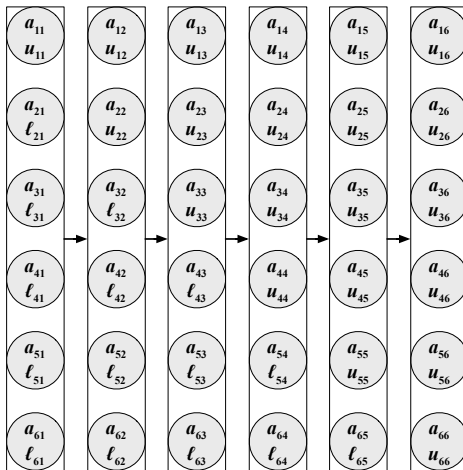 a₁₁ a₁₂ a₁₃ a₁₄ a₁₅ a₁₆
u₁₁ u₁₂ u₁₃ u₁₄ u₁₅ u₁₆
a₂₁ a₂₂ a₂₃ a₂₄ a₂₅ a₂₆
ℓ₂₁ u₂₂ u₂₃ u₂₄ u₂₅ u₂₆
a₃₁ a₃₂ a₃₃ a₃₄ a₃₅ a₃₆
ℓ₃₁ ℓ₃₂ u₃₃ u₃₄ u₃₅ u₃₆
a₄₁ a₄₂ a₄₃ a₄₄ a₄₅ a₄₆
ℓ₄₁ ℓ₄₂ ℓ₄₃ u₄₄ u₄₅ u₄₆
a₅₁ a₅₂ a₅₃ a₅₄ a₅₅ a₅₆
ℓ₅₁ ℓ₅₂ ℓ₅₃ ℓ₅₄ u₅₅ u₅₆
a₆₁ a₆₂ a₆₃ a₆₄ a₆₅ a₆₆
ℓ₆₁ ℓ₆₂ ℓ₆₃ ℓ₆₄ ℓ₆₅ u₆₆